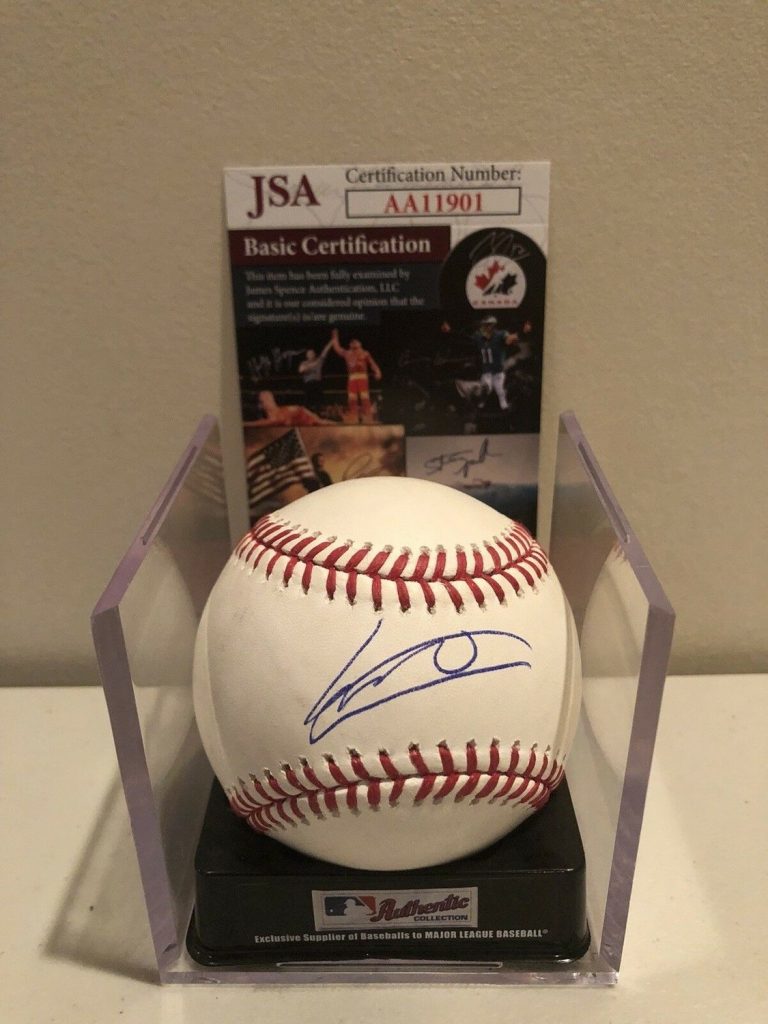 JSA
Certification Number:
AA11901
Basic Certification
This item has been fully examined by
James Spence Authentication, LLC
and it is our considered opinion that the
signature(s) is/are genuine.
CANADA
11
Authentic
COLLECTION
Exclusive Supplier of Baseballs to MAJOR LEAGUE BASEBALL®